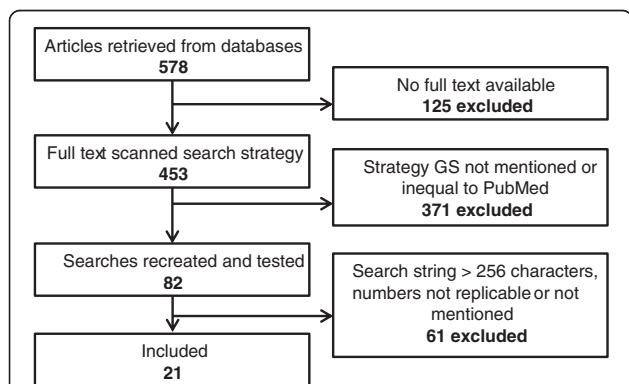 Articles retrieved from databases
578
No full text available
125 excluded
Full text scanned search strategy
453
Strategy GS not mentioned or
inequal to PubMed
371 excluded
Searches recreated and tested
82
Search string > 256 characters,
numbers not replicable or not
mentioned
61 excluded
Included
21